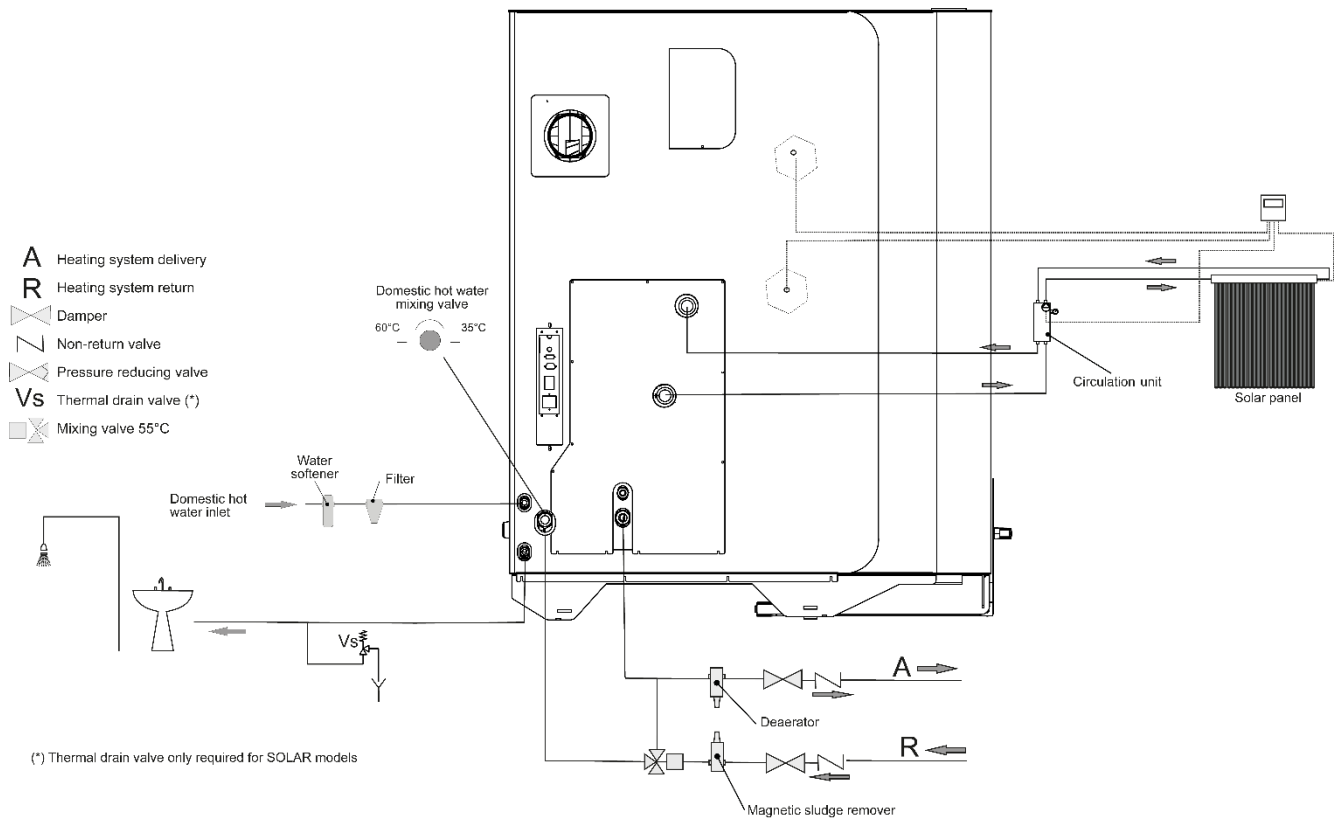 A Heating system delivery
R Heating system return
Damper
Non-return valve
Pressure reducing valve
Vs Thermal drain valve (*)
Mixing valve 55°C
Domestic hot water
mixing valve
60°C 35°C
Circulation unit
Solar panel
Water
softener
Filter
Domestic hot
water inlet
Vs
A
Deaerator
R
Magnetic sludge remover
(*) Thermal drain valve only required for SOLAR models